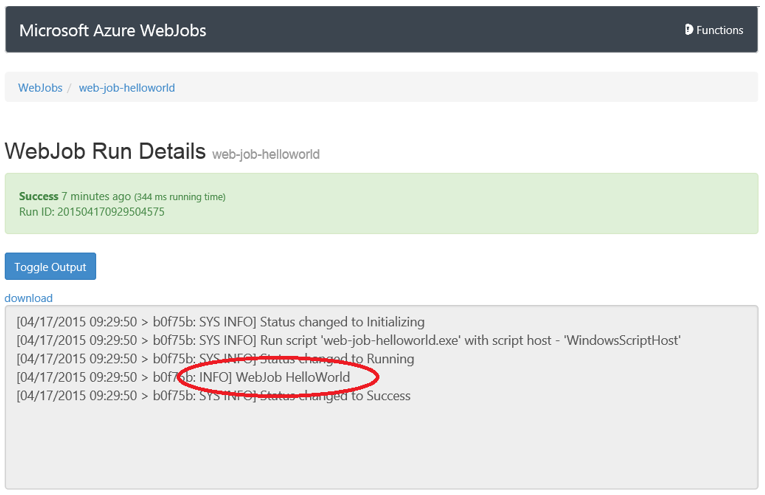 Microsoft Azure WebJobs
Functions
WebJobs / web-job-helloworld
WebJob Run Details web-job-helloworld
Success 7 minutes ago (344 ms running time)
Run ID: 201504170929504575
Toggle Output
download
[04/17/2015 09:29:50 > b0f75b: SYS INFO] Status changed to Initializing
[04/17/2015 09:29:50 > b0f75b: SYS INFO] Run script 'web-job-helloworld.exe' with script host - 'WindowsScriptHost'
[04/17/2015 09:29:50 > b0f75b: SYS INFO] Status changed to Running
[04/17/2015 09:29:50 > b0f75b: INFO] WebJob HelloWorld
[04/17/2015 09:29:50 > b0f75b: SYS INFO] Status changed to Success